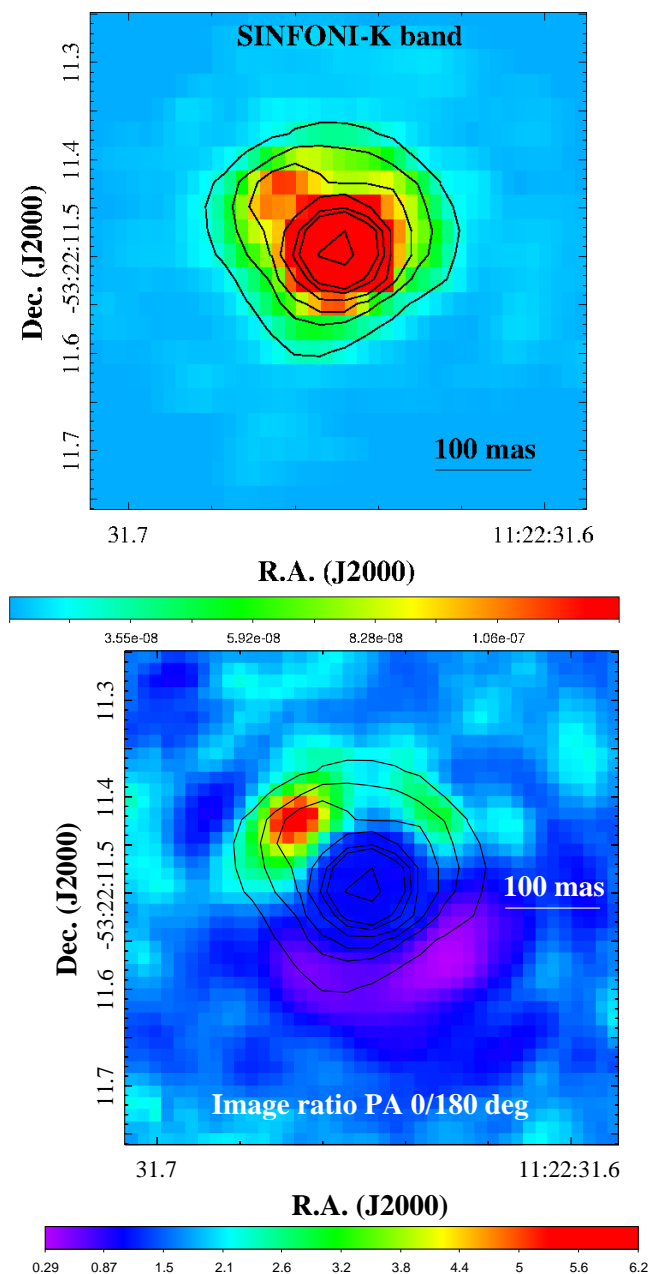 SINFONI-K band
11.3
11.4
11.5
-53:22:11.5
11.6
11.7
Dec. (J2000)
100 mas
31.7 11:22:31.6
R.A. (J2000)
3.55e-08 5.92e-08 8.28e-08 1.06e-07
11.3
11.4
-53:22:11.5
11.6
11.7
Dec. (J2000)
100 mas
Image ratio PA 0/180 deg
31.7 11:22:31.6
R.A. (J2000)
0.29 0.87 1.5 2.1 2.6 3.2 3.8 4.4 5 5.6 6.2